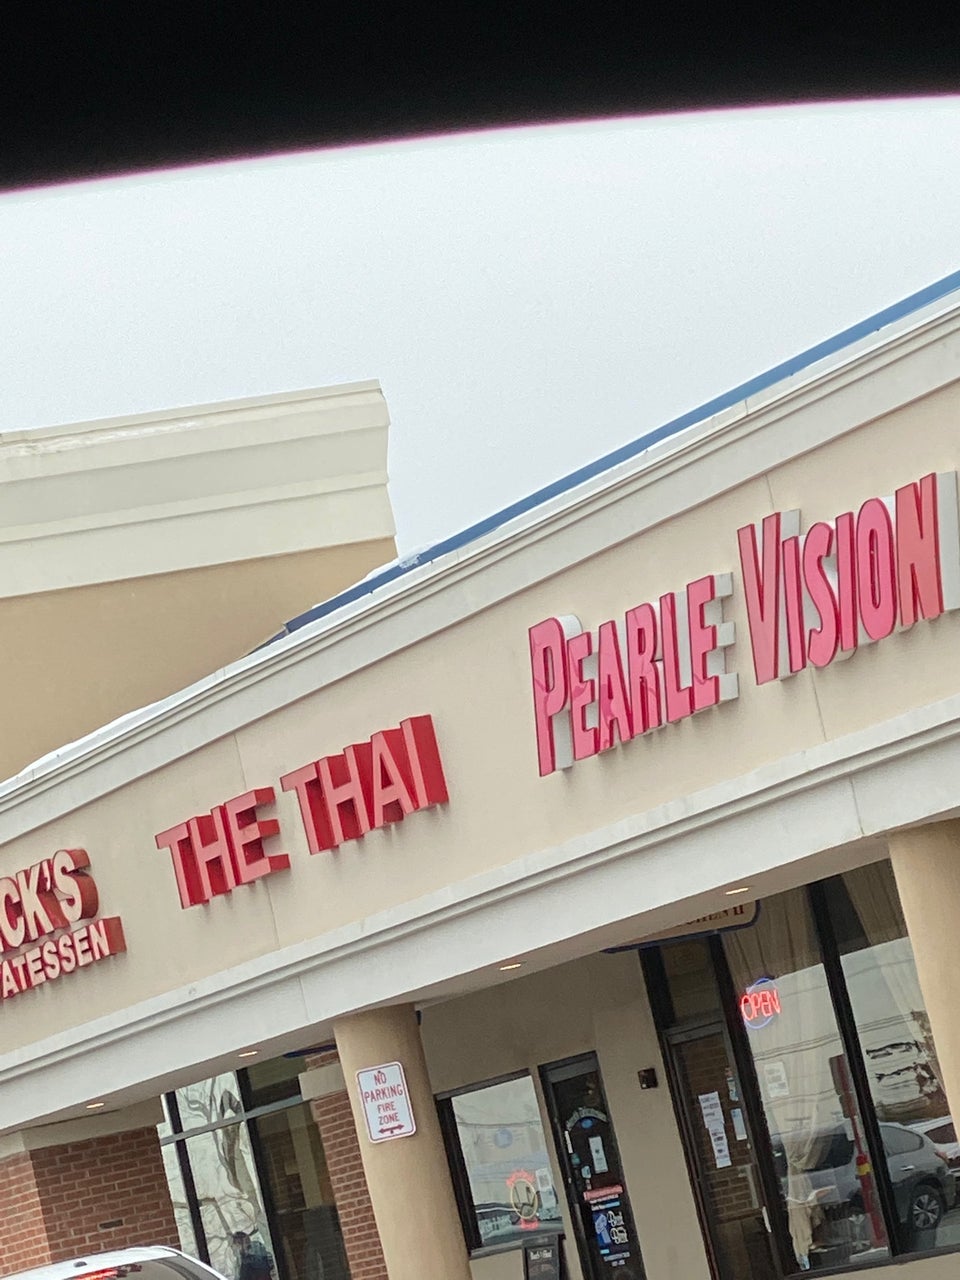 PEARLE VISION
THE THAI
CK'S
ATESSEN
OPEN
NO
PARKING
FIRE
ZONE